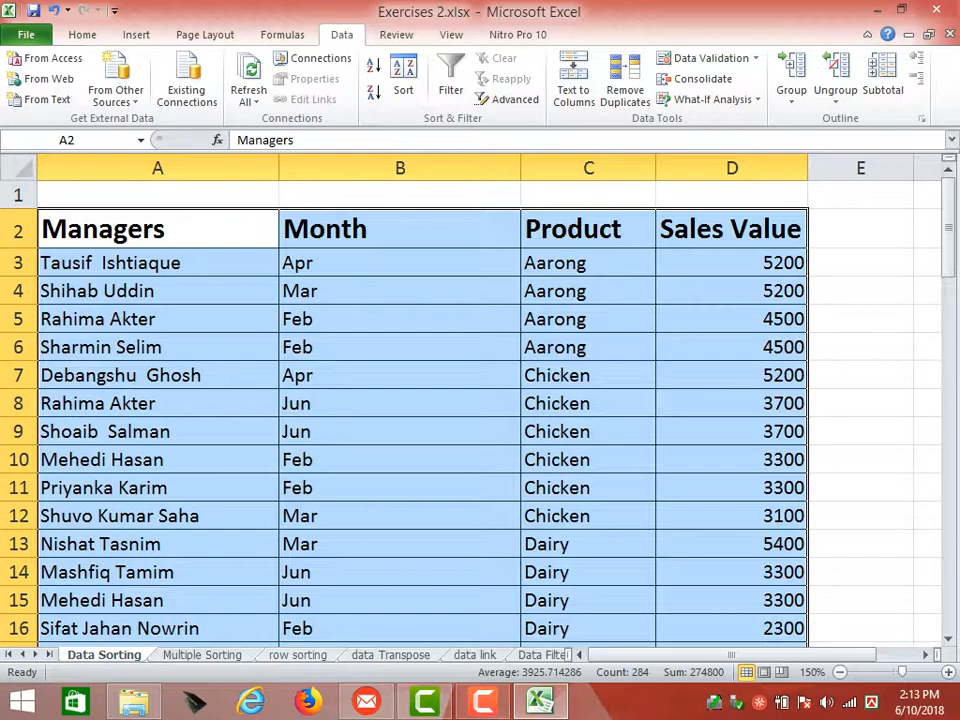 Exercises 2.xlsx - Microsoft Excel
File Home Insert Page Layout Formulas Data Review View Nitro Pro 10
From Access
From Web
From Text
From Other Sources
Existing Connections
Get External Data
Refresh All
Connections
Properties
Edit Links
Connections
Sort
Filter
Clear
Reapply
Advanced
Sort & Filter
Text to Columns
Remove Duplicates
Data Validation
Consolidate
What-If Analysis
Data Tools
Group
Ungroup
Subtotal
Outline
A2 fx Managers
A B C D E
1
2 Managers Month Product Sales Value
3 Tausif Ishtiaque Apr Aarong 5200
4 Shihab Uddin Mar Aarong 5200
5 Rahima Akter Feb Aarong 4500
6 Sharmin Selim Feb Aarong 4500
7 Debangshu Ghosh Apr Chicken 5200
8 Rahima Akter Jun Chicken 3700
9 Shoaib Salman Jun Chicken 3700
10 Mehedi Hasan Feb Chicken 3300
11 Priyanka Karim Feb Chicken 3300
12 Shuvo Kumar Saha Mar Chicken 3100
13 Nishat Tasnim Mar Dairy 5400
14 Mashfiq Tamim Jun Dairy 3300
15 Mehedi Hasan Jun Dairy 3300
16 Sifat Jahan Nowrin Feb Dairy 2300
Data Sorting Multiple Sorting row sorting data Transpose data link Data Filte
Ready Average: 3925.714286 Count: 284 Sum: 274800 150%
2:13 PM
6/10/2018